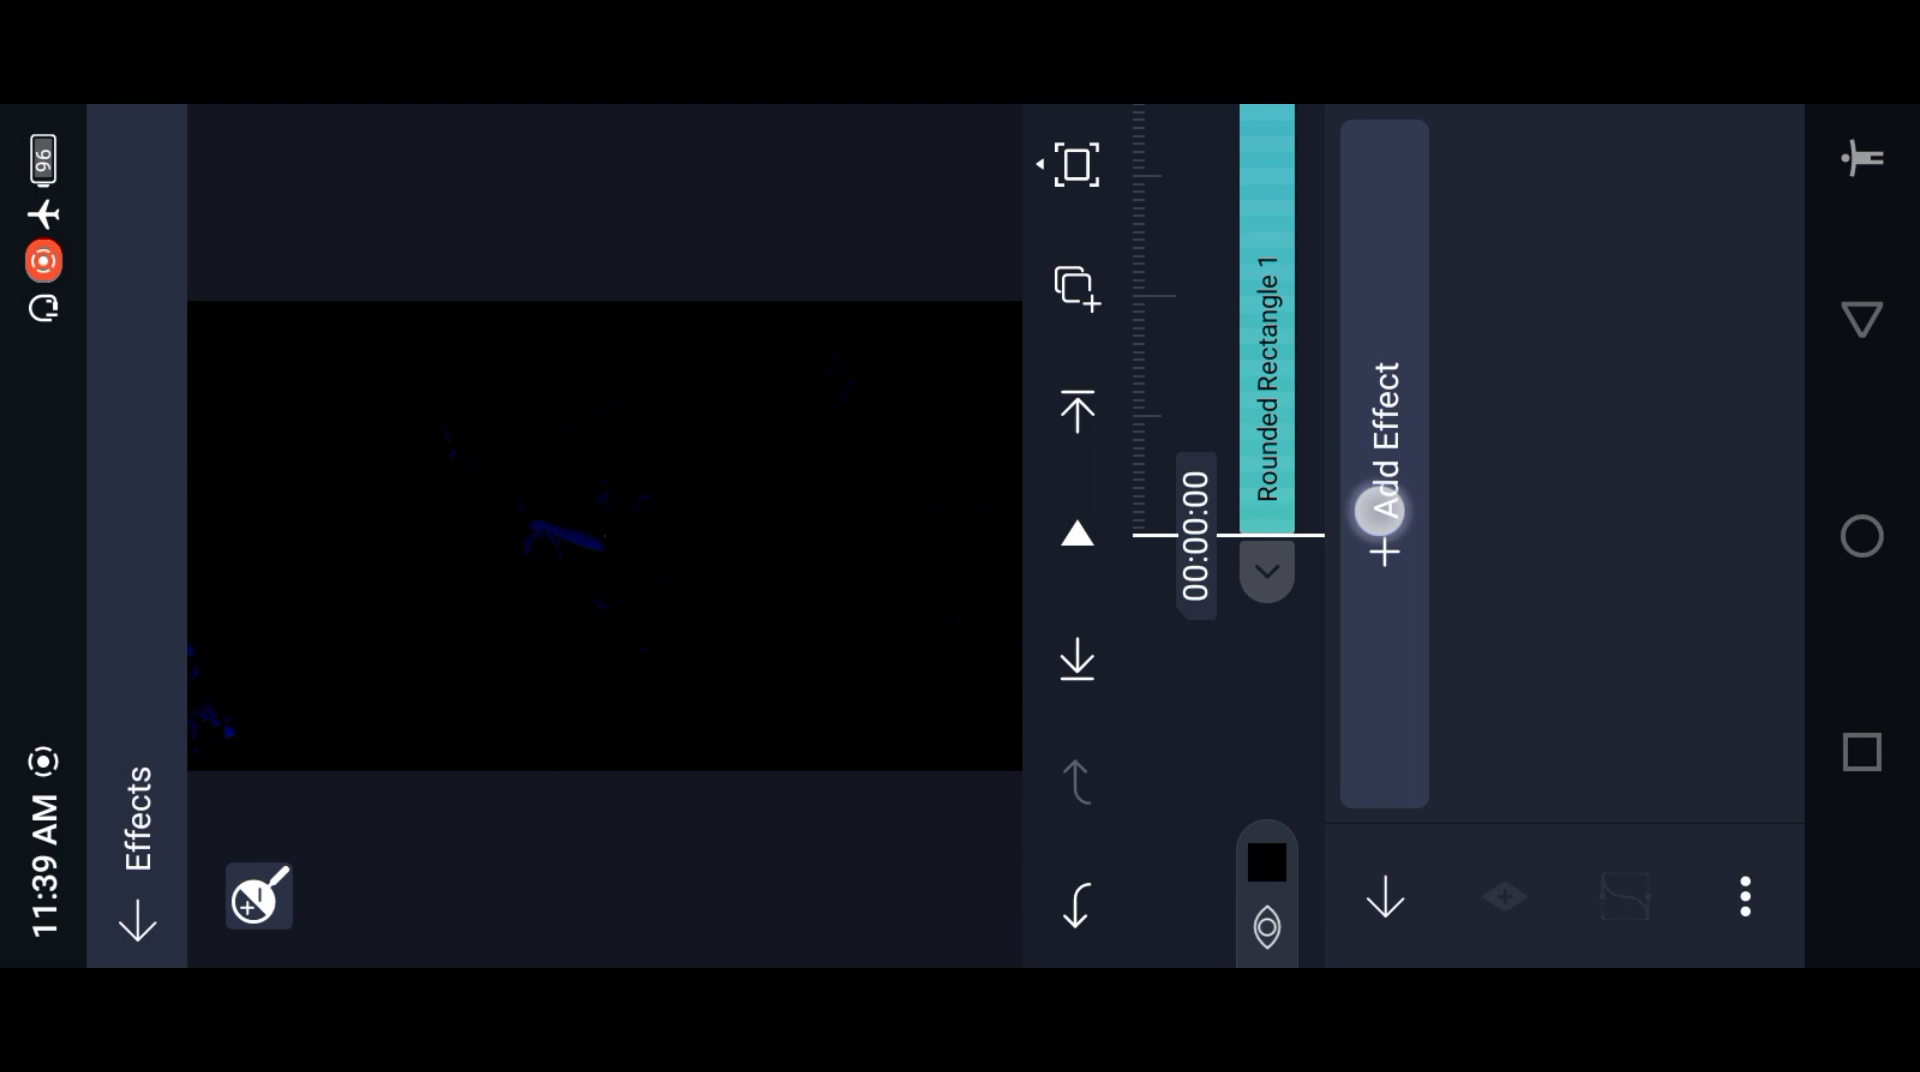 11:39 AM
96
Effects
00:00:00
Rounded Rectangle 1
+ Add Effect